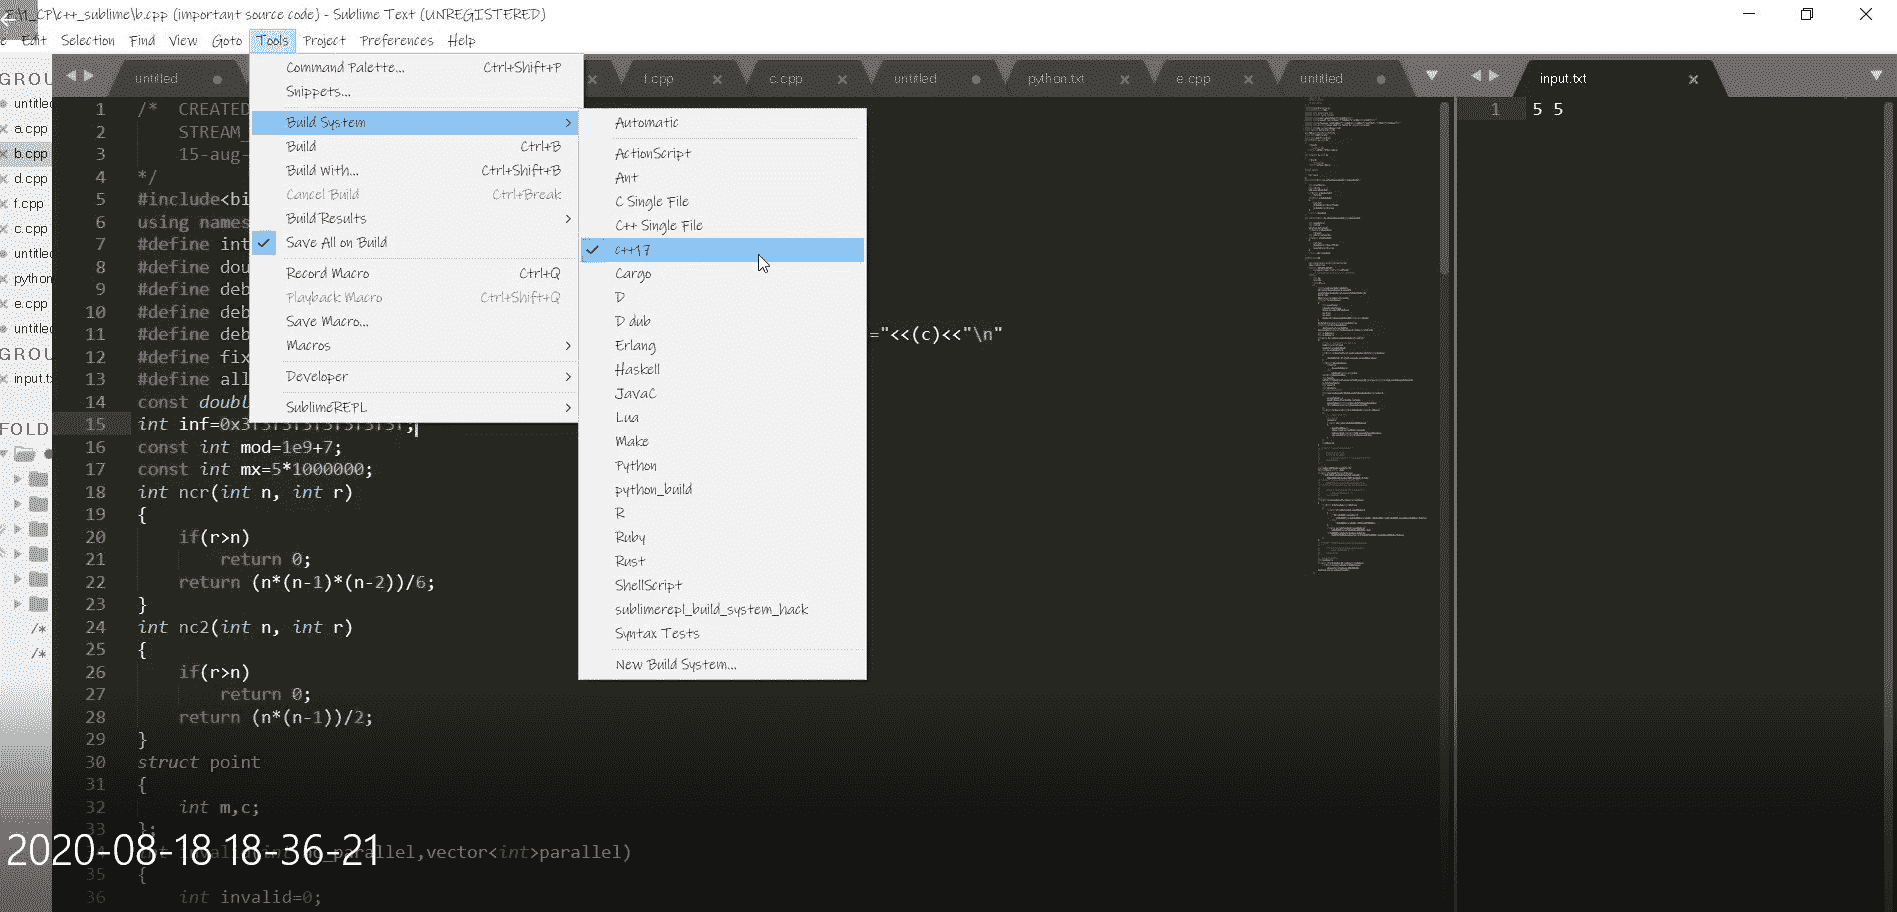 \1_CP\c++_sublime\b.cpp (important source code) - Sublime Text (UNREGISTERED)
Edit Selection Find View Goto Tools Project Preferences Help
untitled f.cpp c.cpp untitled python.txt e.cpp untitled input.txt
GROU
untitled
a.cpp
b.cpp
d.cpp
f.cpp
c.cpp
untitled
python
e.cpp
untitled
GROU
input.tx
FOLD
/*
/*
Command Palette... Ctrl+Shift+P
Snippets...
Build System
Build Ctrl+B
Build With... Ctrl+Shift+B
Cancel Build Ctrl+Break
Build Results
Save All on Build
Record Macro Ctrl+Q
Playback Macro Ctrl+Shift+Q
Save Macro...
Macros
Developer
SublimeREPL
Automatic
ActionScript
Ant
C Single File
C++ Single File
c++17
Cargo
D
D dub
Erlang
Haskell
JavaC
Lua
Make
Python
python_build
R
Ruby
Rust
ShellScript
sublimerepl_build_system_hack
Syntax Tests
New Build System...
1 /* CREATED
2 STREAM_
3 15-aug-
4 */
5 #include<bi
6 using names
7 #define int
8 #define dou
9 #define deb
10 #define deb
11 #define deb ="<<(c)<<"\n"
12 #define fix
13 #define all
14 const doubl
15 int inf=0x3f3f3f3f3f3f3f3f;
16 const int mod=1e9+7;
17 const int mx=5*1000000;
18 int ncr(int n, int r)
19 {
20 if(r>n)
21 return 0;
22 return (n*(n-1)*(n-2))/6;
23 }
24 int nc2(int n, int r)
25 {
26 if(r>n)
27 return 0;
28 return (n*(n-1))/2;
29 }
30 struct point
31 {
32 int m,c;
33 };
34 parallel,vector<int>parallel)
35 {
36 int invalid=0;
1 5 5
2020-08-18 18-36-21